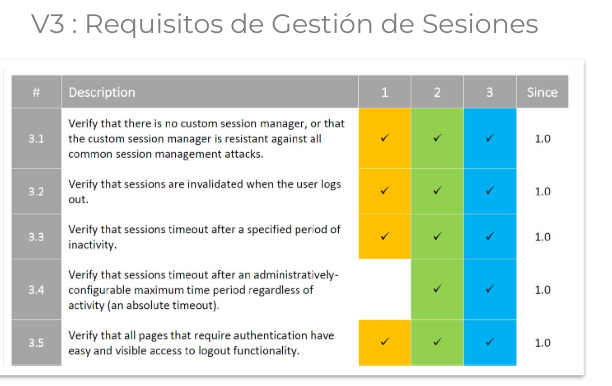 V3 : Requisitos de Gestión de Sesiones
# Description 1 2 3 Since
Verify that there is no custom session manager, or that
3.1 the custom session manager is resistant against all ✓ ✓ ✓ 1.0
common session management attacks.
3.2 Verify that sessions are invalidated when the user logs ✓ ✓ ✓ 1.0
out.
3.3 Verify that sessions timeout after a specified period of ✓ ✓ ✓ 1.0
inactivity.
Verify that sessions timeout after an administratively-
3.4 configurable maximum time period regardless of ✓ ✓ 1.0
activity (an absolute timeout).
3.5 Verify that all pages that require authentication have ✓ ✓ ✓ 1.0
easy and visible access to logout functionality.